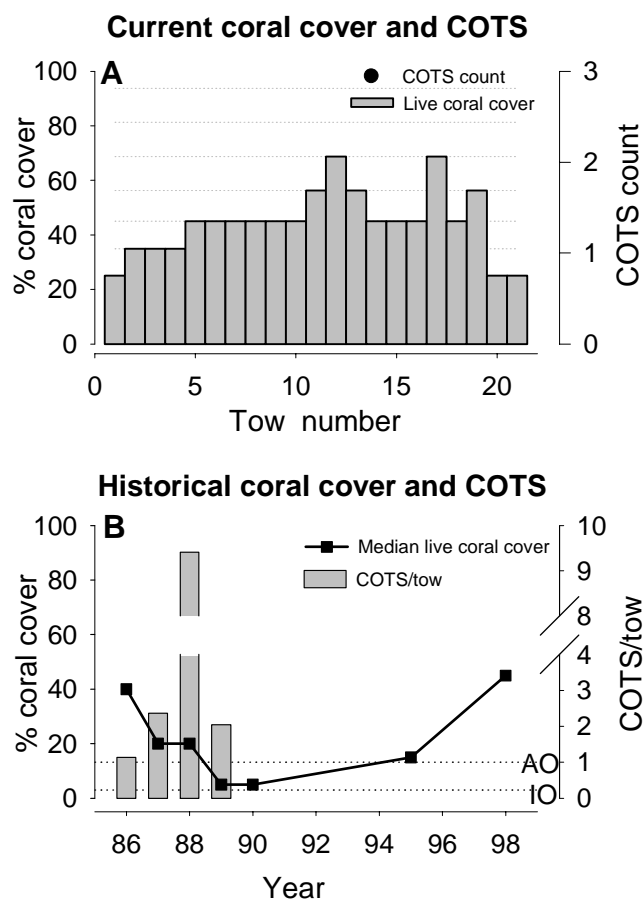 Current coral cover and COTS
A
COTS count
Live coral cover
% coral cover
100
80
60
40
20
0
COTS count
3
2
1
0
0 5 10 15 20
Tow number
Historical coral cover and COTS
B
Median live coral cover
COTS/tow
% coral cover
100
80
60
40
20
0
COTS/tow
10
9
8
4
3
2
1
0
AO
IO
86 88 90 92 94 95 98
Year